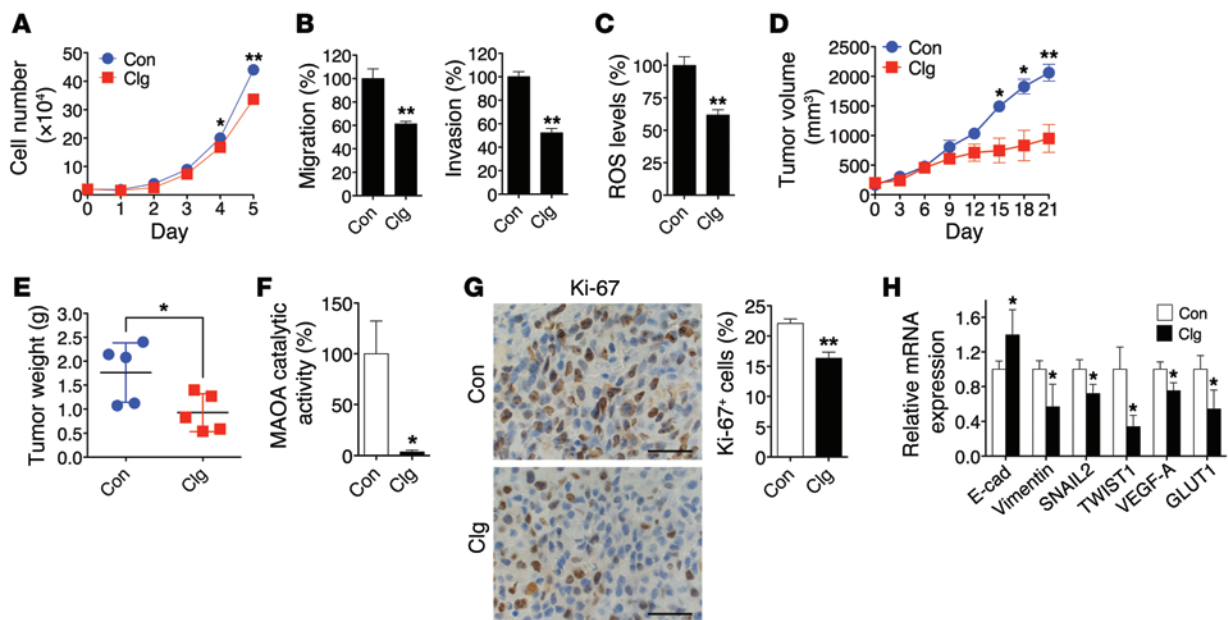 A
Con
Clg
Cell number
(×10⁴)
50
40
30
20
10
0
*
**
0 1 2 3 4 5
Day
B
Migration (%)
120
100
80
60
40
20
0
**
Con
Clg
Invasion (%)
120
100
80
60
40
20
0
**
Con
Clg
C
ROS levels (%)
125
100
75
50
25
0
**
Con
Clg
D
Con
Clg
Tumor volume
(mm³)
2500
2000
1500
1000
500
0
*
*
**
0 3 6 9 12 15 18 21
Day
E
Tumor weight (g)
3.0
2.5
2.0
1.5
1.0
0.5
0.0
*
Con
Clg
F
MAOA catalytic
activity (%)
150
100
50
0
*
Con
Clg
G
Ki-67
Con
Clg
Ki-67⁺ cells (%)
25
20
15
10
5
0
**
Con
Clg
H
Con
Clg
Relative mRNA
expression
1.6
1.2
0.8
0.4
0.0
*
*
*
*
*
*
E-cad
Vimentin
SNAIL2
TWIST1
VEGF-A
GLUT1